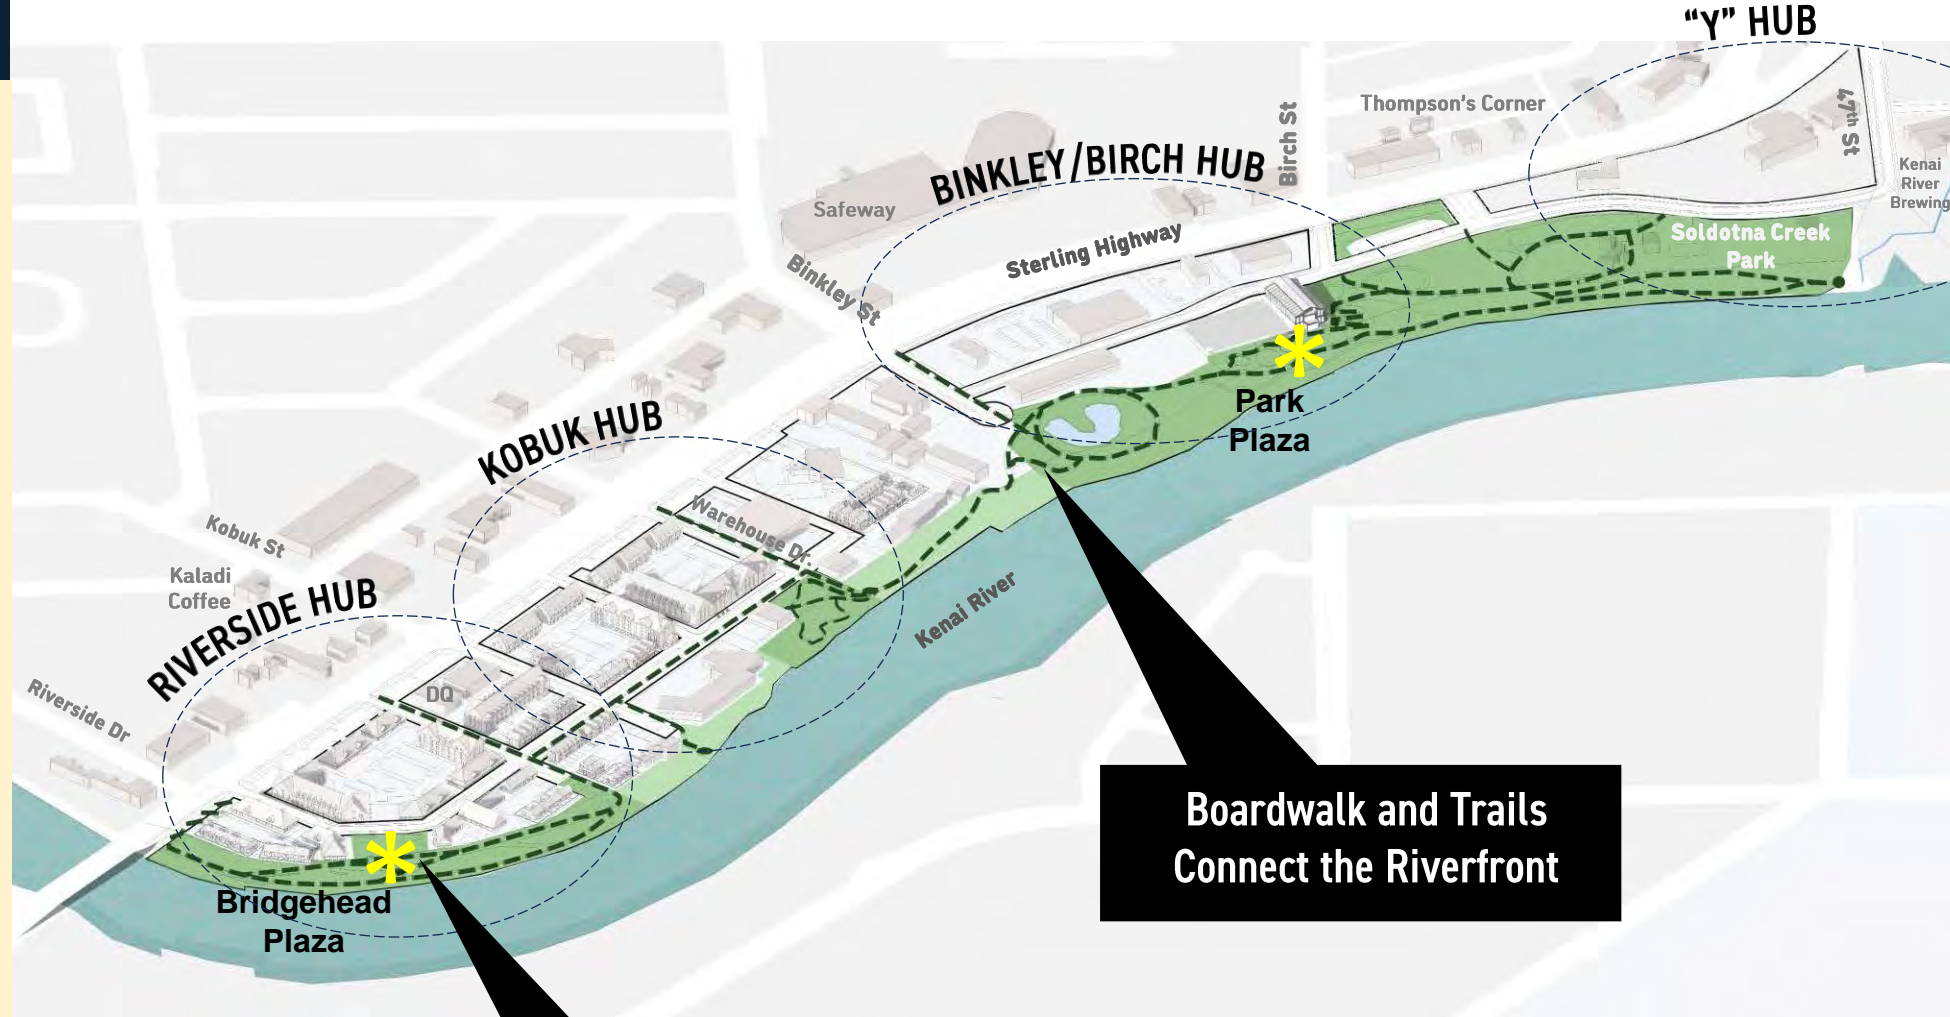 “Y” HUB
Thompson's Corner
47th St
Birch St
BINKLEY/BIRCH HUB
Kenai
River
Brewing
Safeway
Soldotna Creek
Park
Sterling Highway
Binkley St
Park
Plaza
KOBUK HUB
Warehouse Dr.
Kobuk St
Kaladi
Coffee
Kenai River
RIVERSIDE HUB
DQ
Riverside Dr
Boardwalk and Trails
Connect the Riverfront
Bridgehead
Plaza